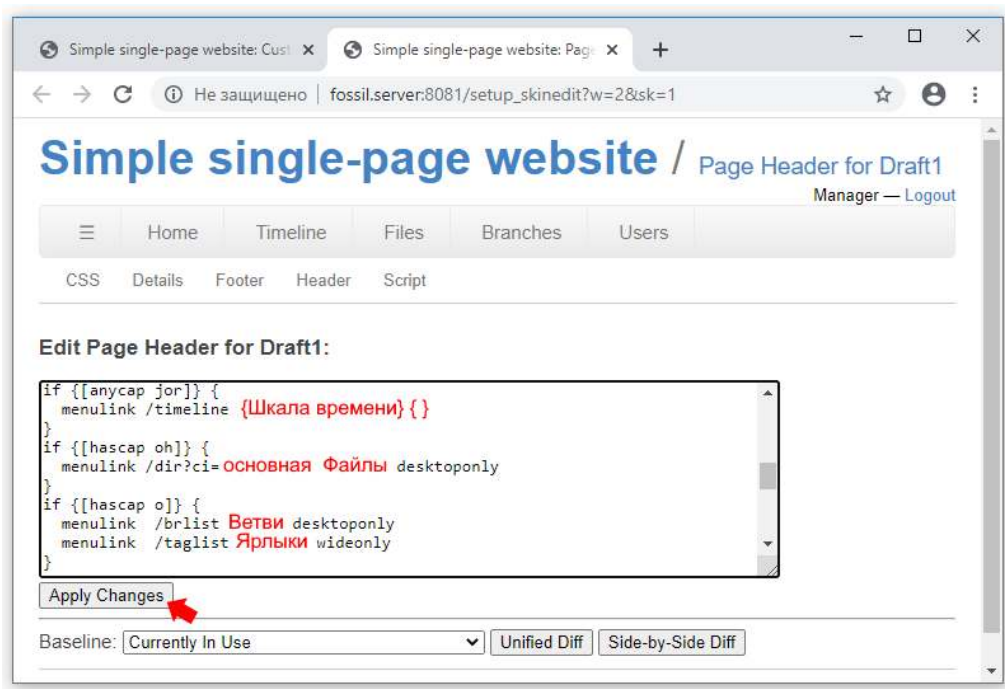 Simple single-page website: Cust
Simple single-page website: Page
Не защищено | fossil.server:8081/setup_skinedit?w=2&sk=1
Simple single-page website / Page Header for Draft1
Manager — Logout
☰ Home Timeline Files Branches Users
CSS Details Footer Header Script
Edit Page Header for Draft1:
if {[anycap jor]} {
menulink /timeline {Шкала времени} { }
}
if {[hascap oh]} {
menulink /dir?ci= основная Файлы desktoponly
}
if {[hascap o]} {
menulink /brlist Ветви desktoponly
menulink /taglist Ярлыки wideonly
}
Apply Changes
Baseline: Currently In Use Unified Diff Side-by-Side Diff